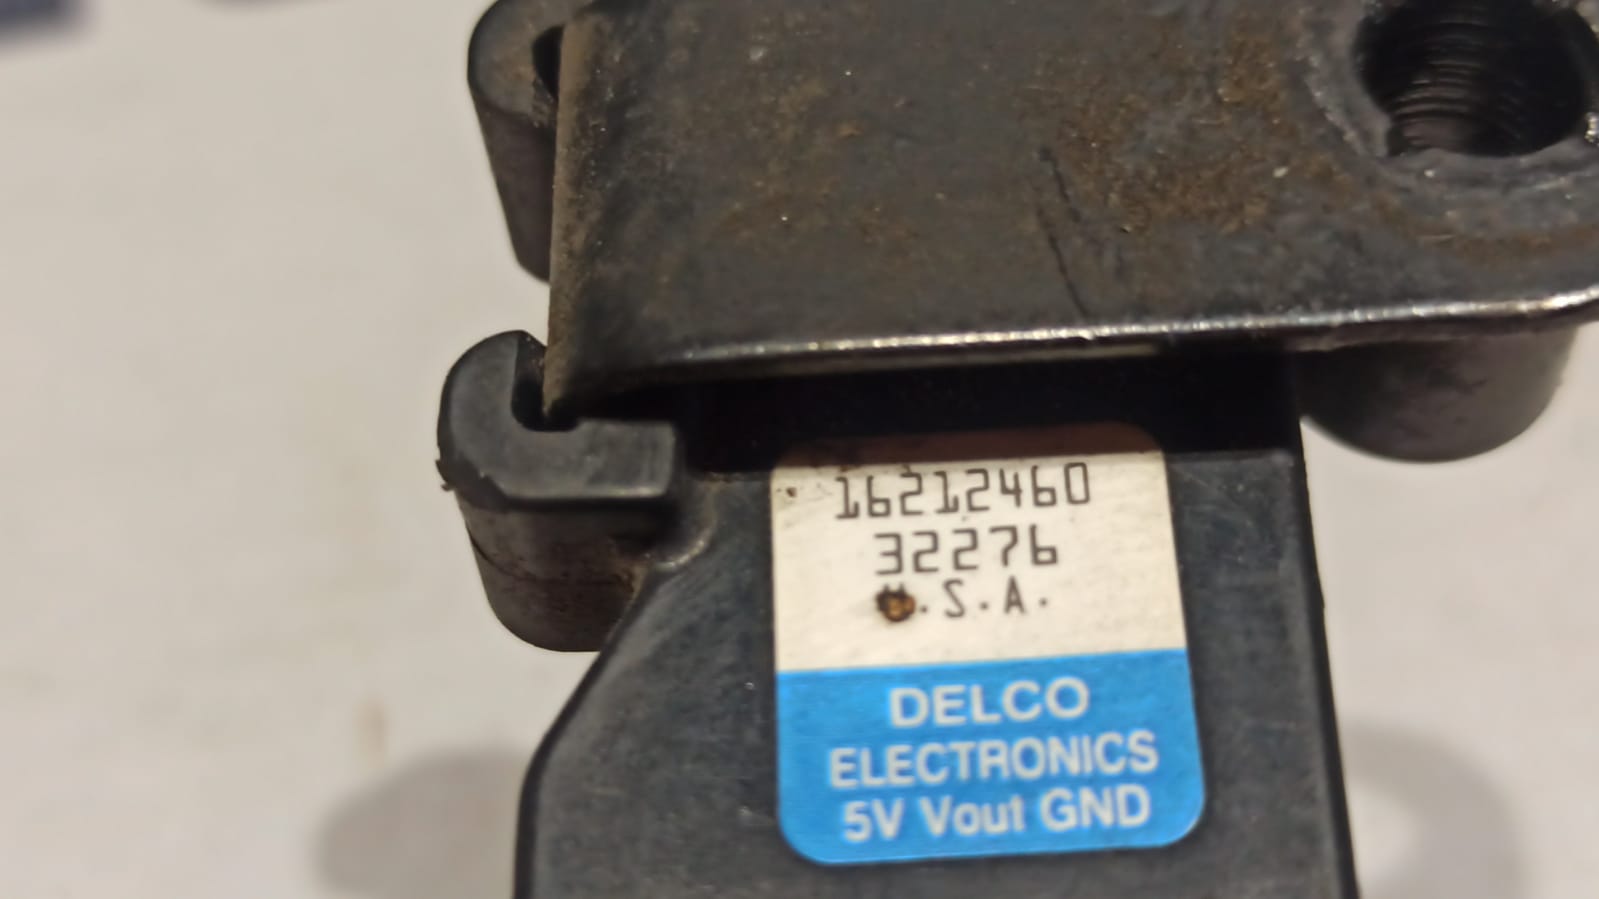 16212460
32276
U.S.A.
DELCO
ELECTRONICS
5V Vout GND